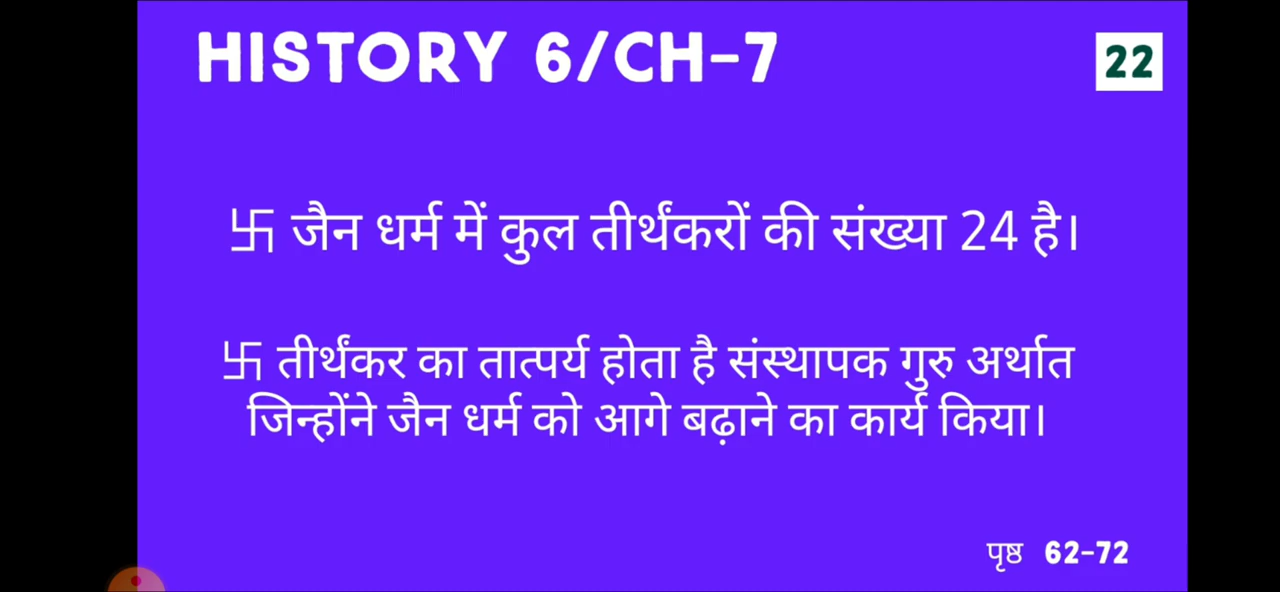 HISTORY 6/CH-7
22
卐 जैन धर्म में कुल तीर्थंकरों की संख्या 24 है।
卐 तीर्थंकर का तात्पर्य होता है संस्थापक गुरु अर्थात
जिन्होंने जैन धर्म को आगे बढ़ाने का कार्य किया।
पृष्ठ 62-72